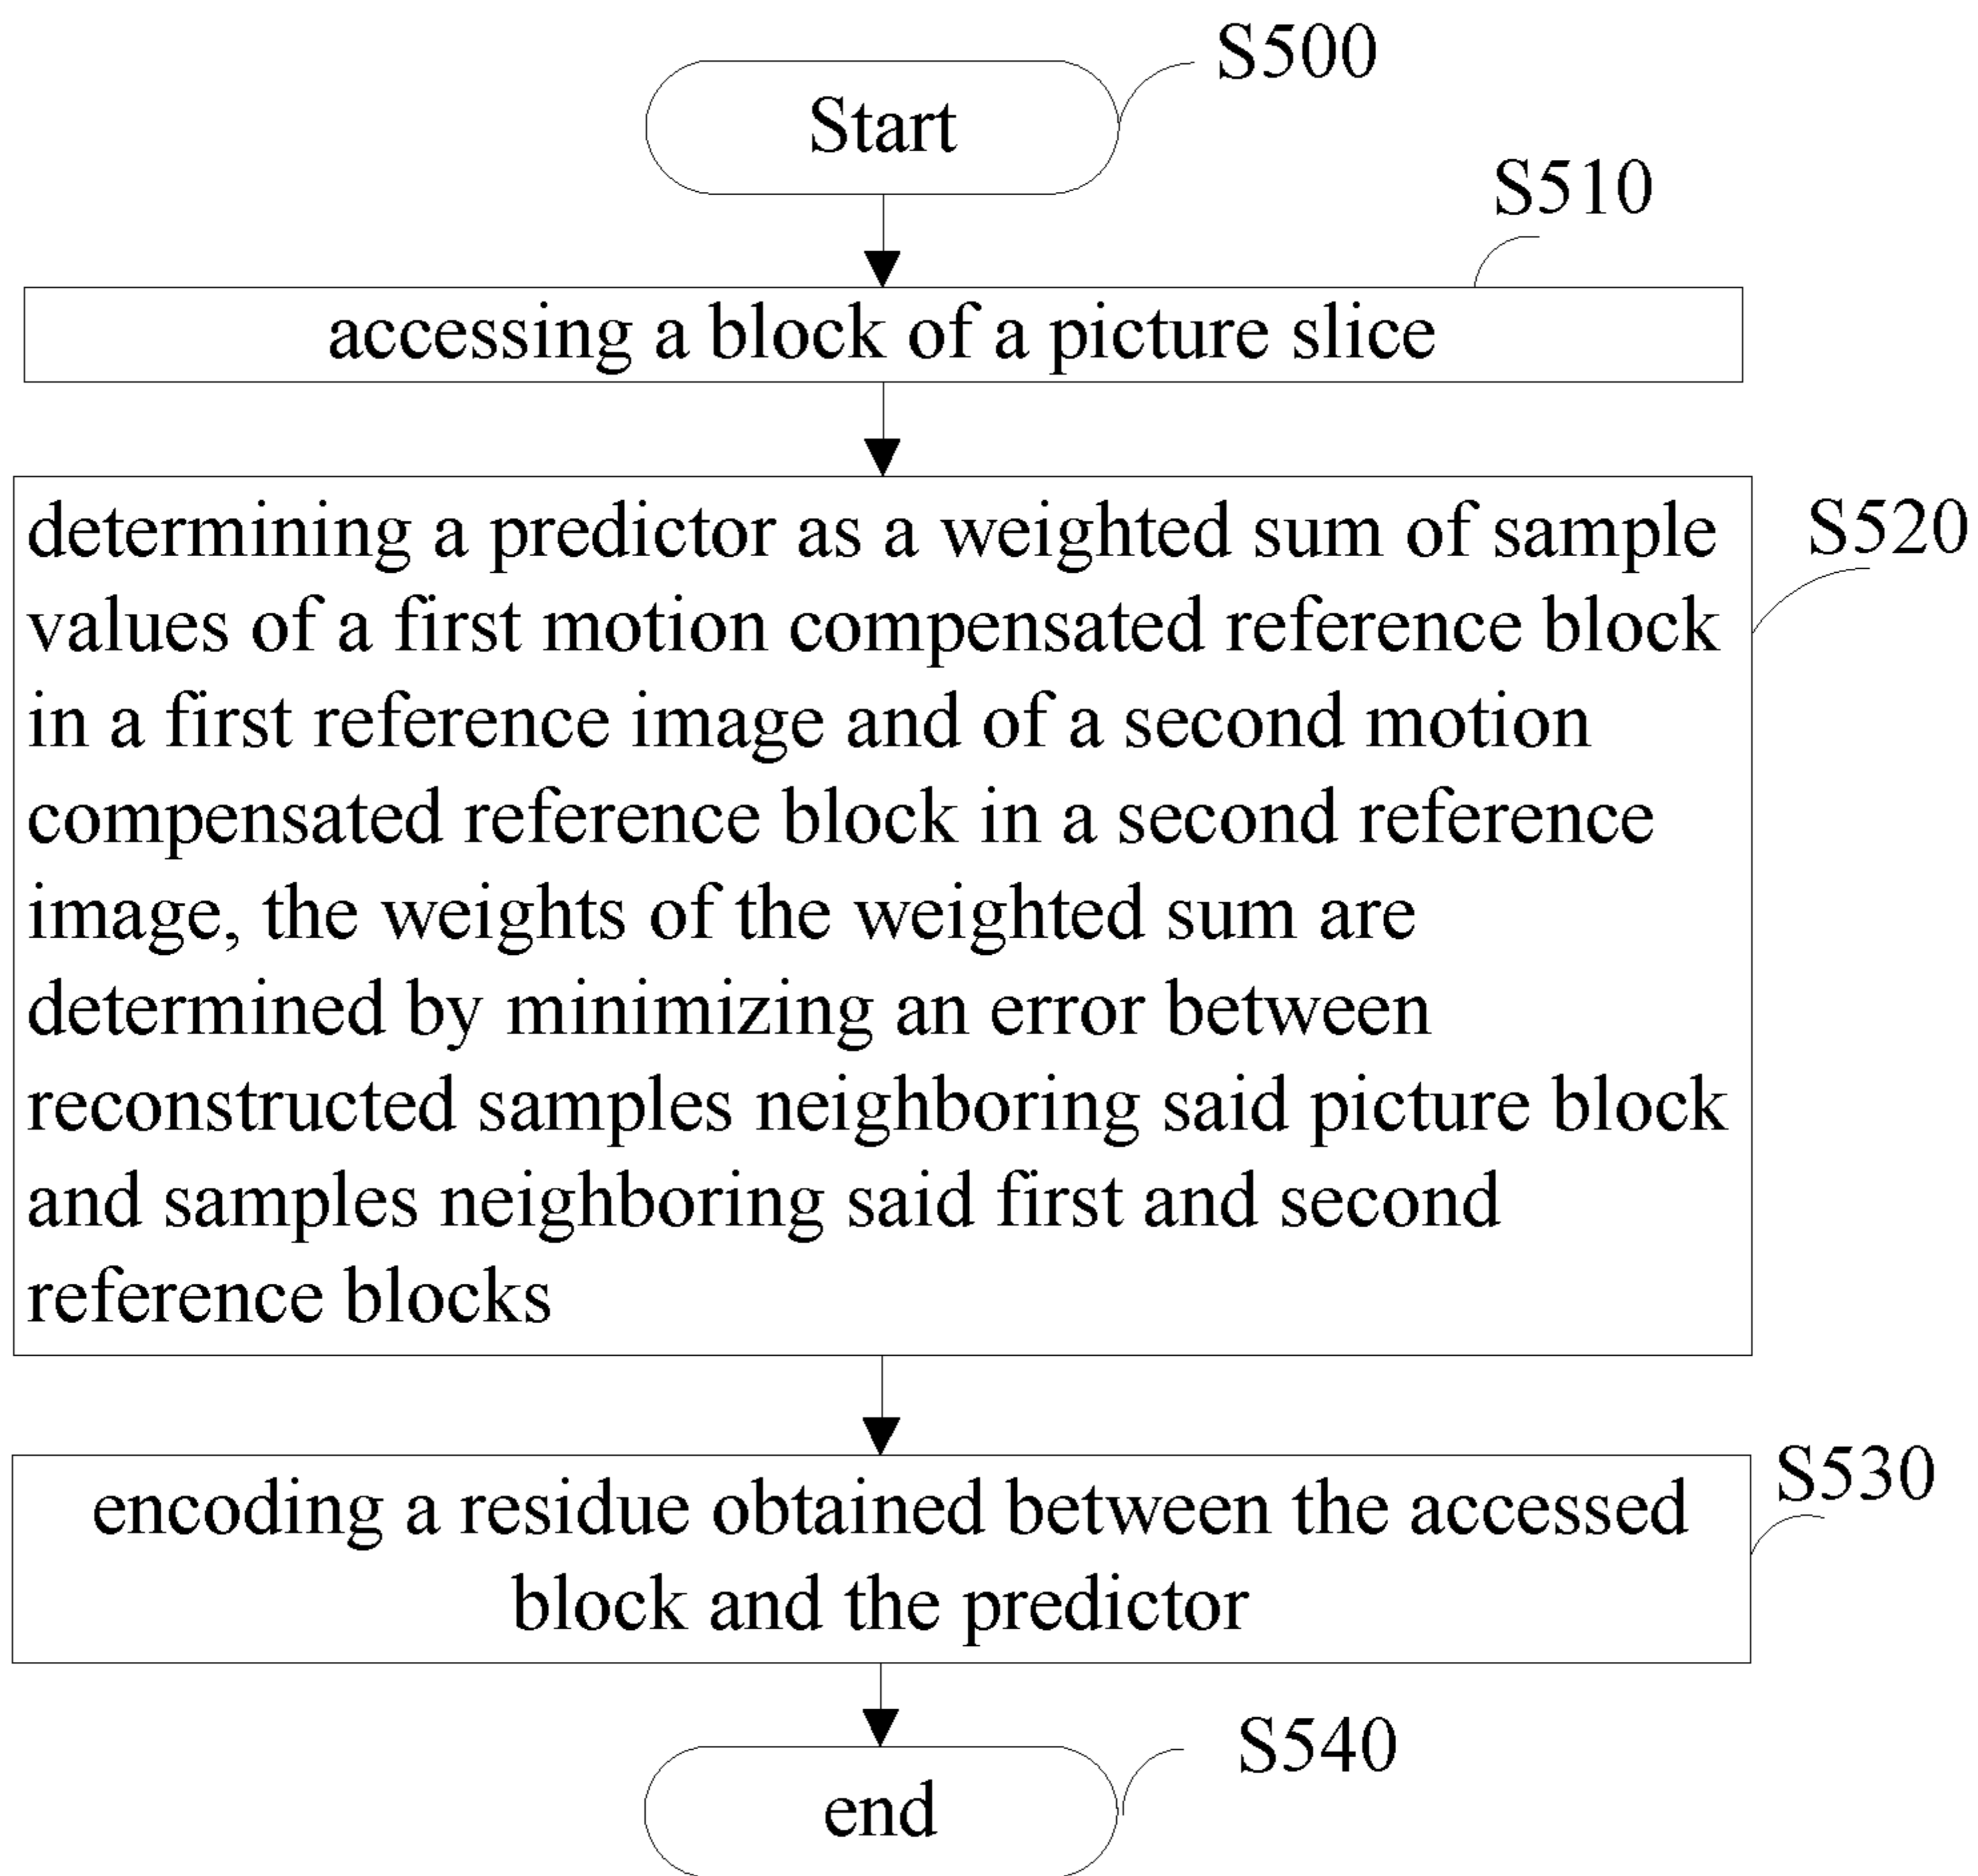 S500
Start
S510
accessing a block of a picture slice
determining a predictor as a weighted sum of sample
S520
values of a first motion compensated reference block
in a first reference image and of a second motion
compensated reference block in a second reference
image, the weights of the weighted sum are
determined by minimizing an error between
reconstructed samples neighboring said picture block
and samples neighboring said first and second
reference blocks
S530
encoding a residue obtained between the accessed
block and the predictor
S540
end